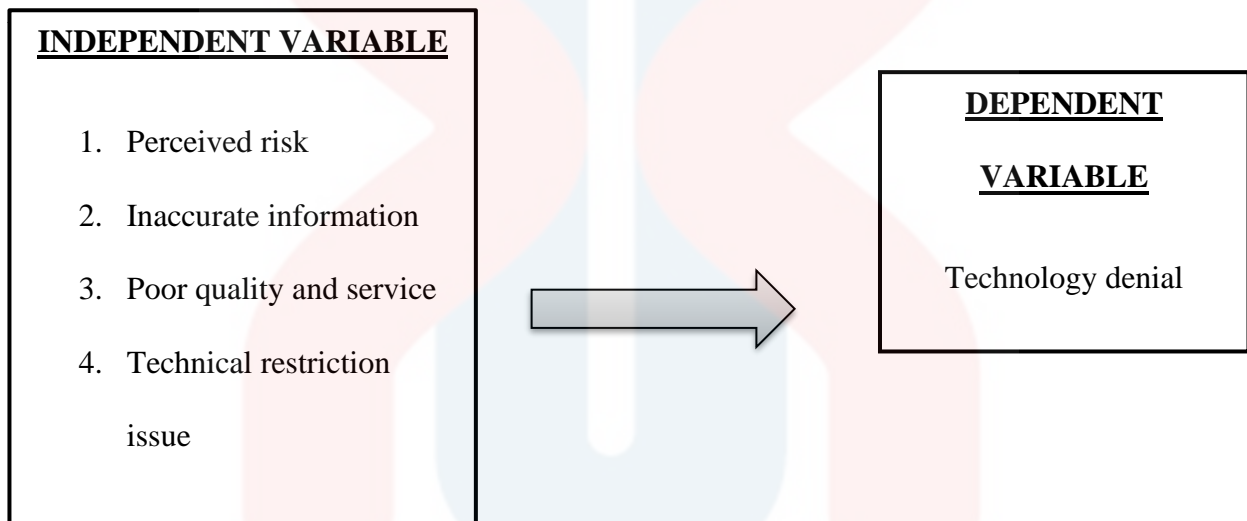 INDEPENDENT VARIABLE
1. Perceived risk
2. Inaccurate information
3. Poor quality and service
4. Technical restriction
issue
DEPENDENT
VARIABLE
Technology denial